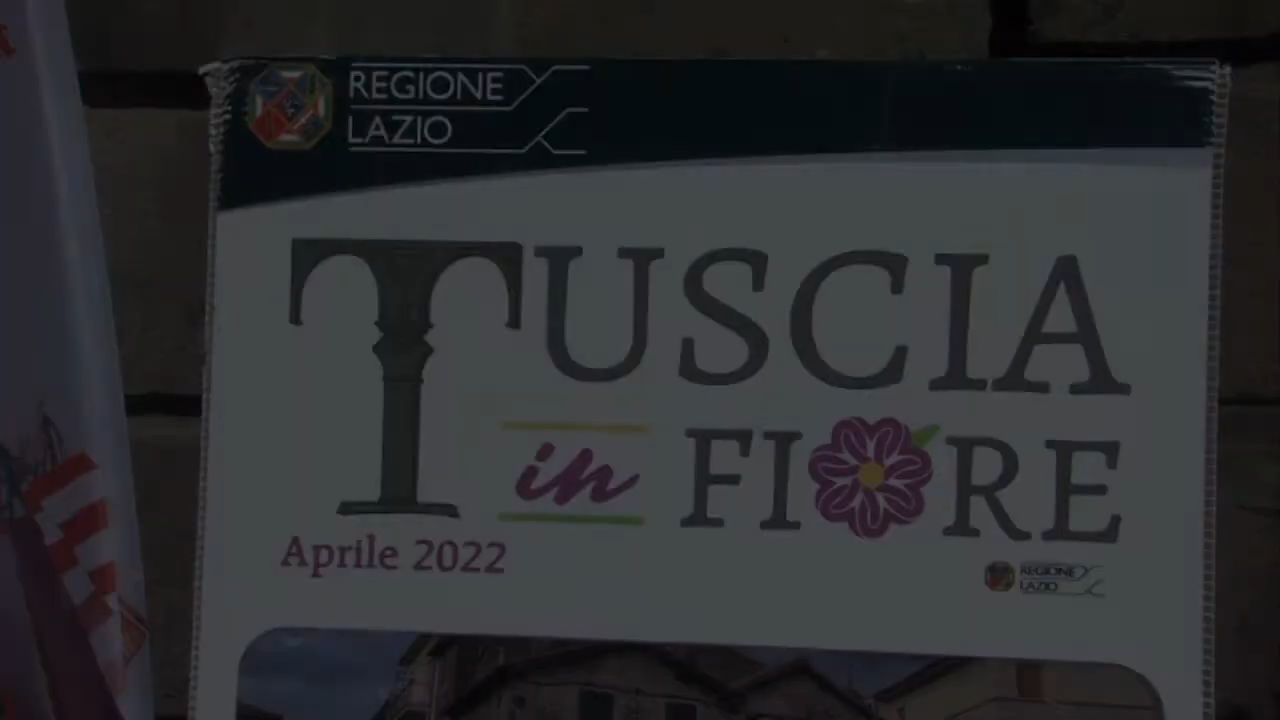 REGIONE
LAZIO
TUSCIA
in FIORE
Aprile 2022
REGIONE
LAZIO